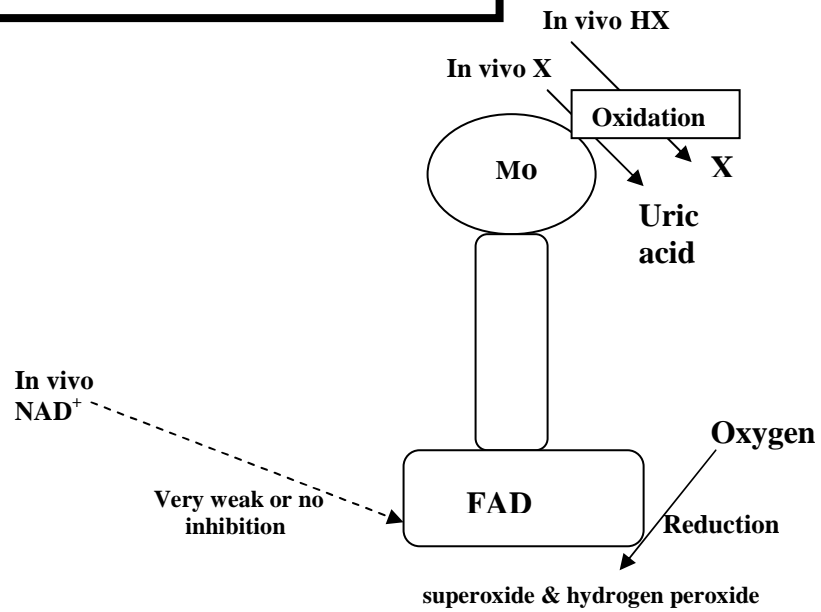 In vivo HX
In vivo X
Oxidation
Mo
X
Uric
acid
In vivo
NAD⁺
Oxygen
Very weak or no
inhibition
FAD
Reduction
superoxide & hydrogen peroxide